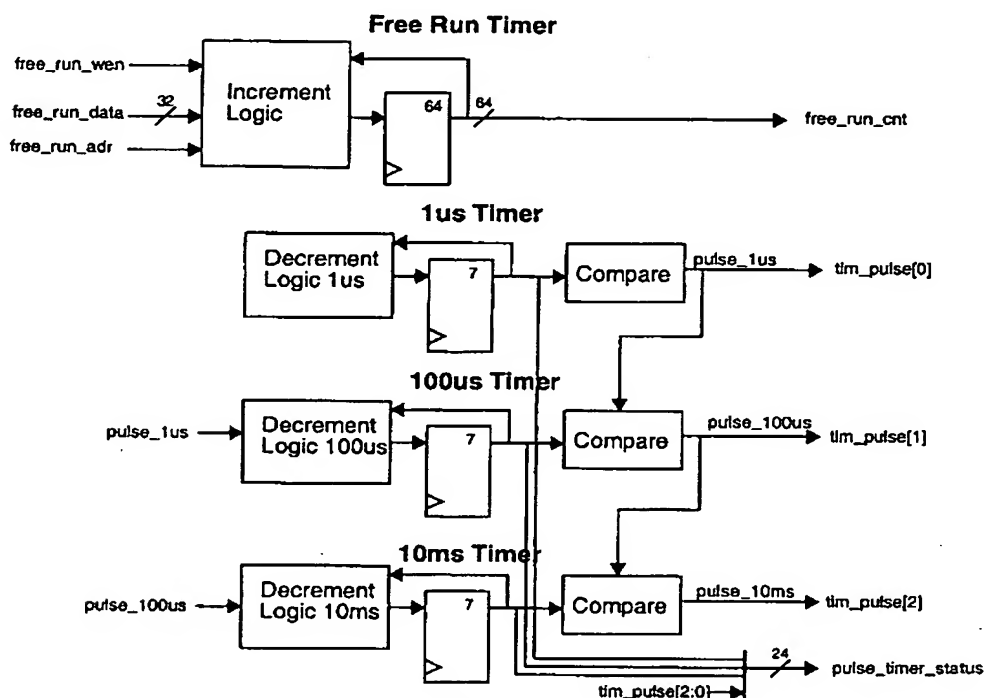 Free Run Timer
free_run_wen
free_run_data
32
free_run_adr
Increment
Logic
64
64
free_run_cnt
1us Timer
Decrement
Logic 1us
7
Compare
pulse_1us
tim_pulse[0]
100us Timer
pulse_1us
Decrement
Logic 100us
7
Compare
pulse_100us
tim_pulse[1]
10ms Timer
pulse_100us
Decrement
Logic 10ms
7
Compare
pulse_10ms
tim_pulse[2]
24
pulse_timer_status
tim_pulse[2:0]